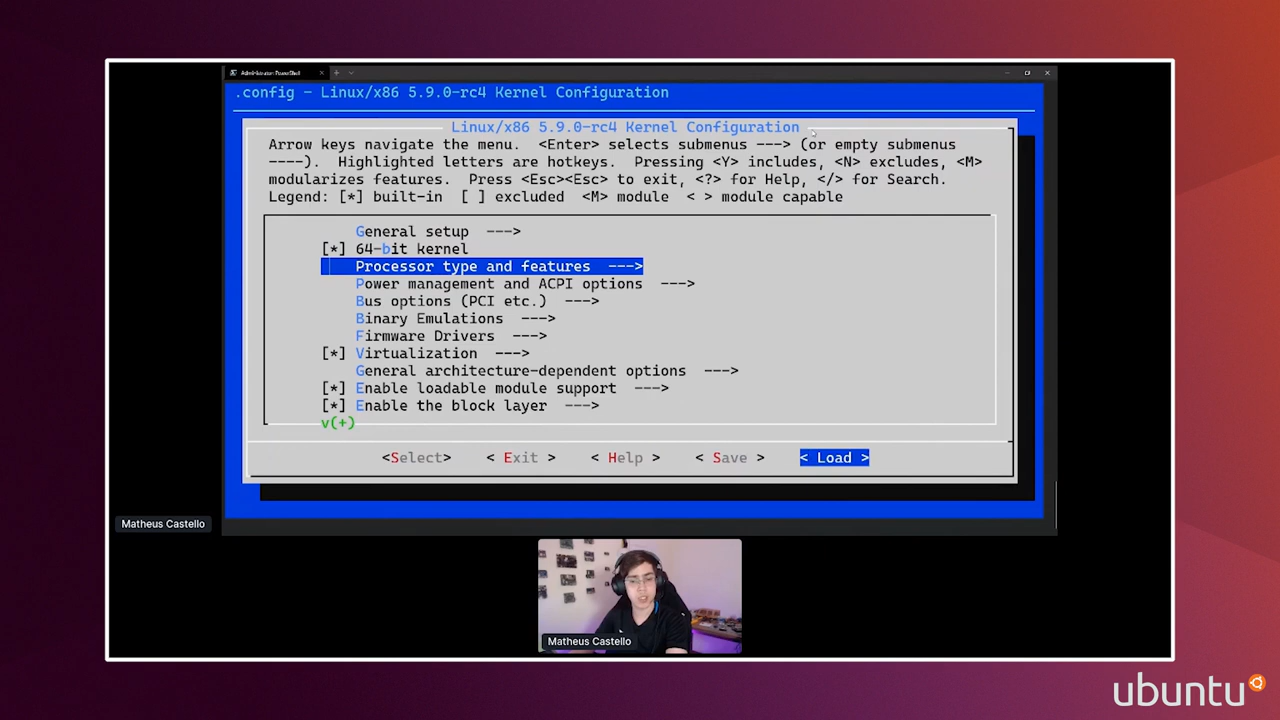 Administrator: PowerShell
.config - Linux/x86 5.9.0-rc4 Kernel Configuration
Linux/x86 5.9.0-rc4 Kernel Configuration
Arrow keys navigate the menu. <Enter> selects submenus ---> (or empty submenus
----). Highlighted letters are hotkeys. Pressing <Y> includes, <N> excludes, <M>
modularizes features. Press <Esc><Esc> to exit, <?> for Help, </> for Search.
Legend: [*] built-in [ ] excluded <M> module < > module capable
General setup --->
[*] 64-bit kernel
Processor type and features --->
Power management and ACPI options --->
Bus options (PCI etc.) --->
Binary Emulations --->
Firmware Drivers --->
[*] Virtualization --->
General architecture-dependent options --->
[*] Enable loadable module support --->
[*] Enable the block layer --->
v(+)
<Select> < Exit > < Help > < Save > < Load >
Matheus Castello
Matheus Castello
ubuntu